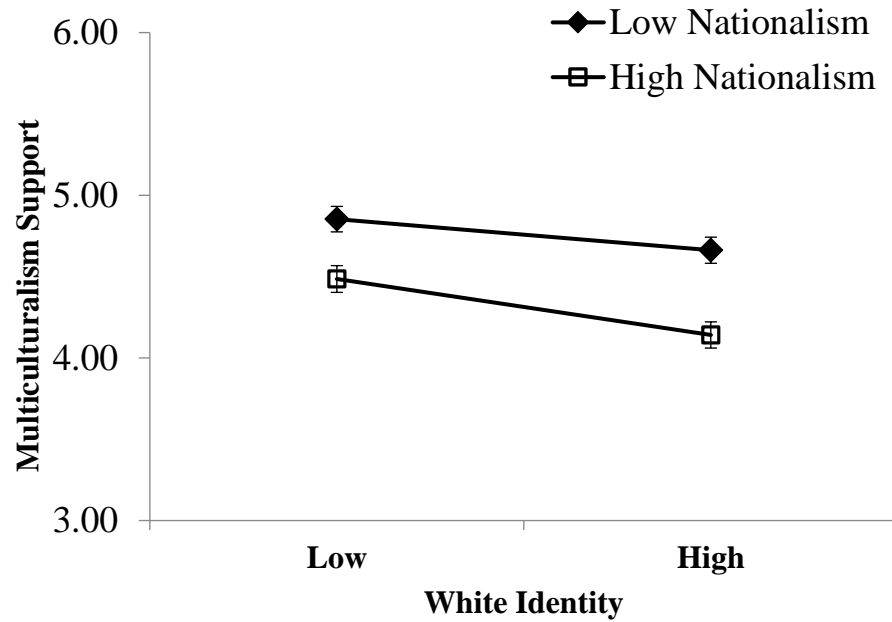 Low Nationalism
High Nationalism
6.00
5.00
4.00
3.00
Multiculturalism Support
Low
High
White Identity